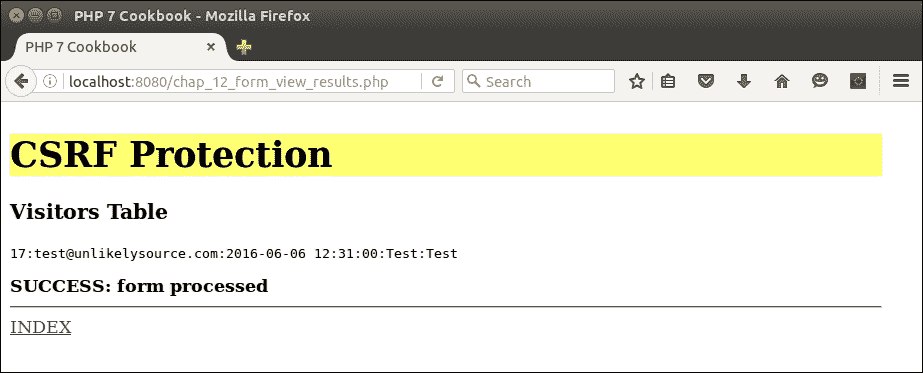 PHP 7 Cookbook - Mozilla Firefox
PHP 7 Cookbook
localhost:8080/chap_12_form_view_results.php
Search
CSRF Protection
Visitors Table
17:test@unlikelysource.com:2016-06-06 12:31:00:Test:Test
SUCCESS: form processed
INDEX